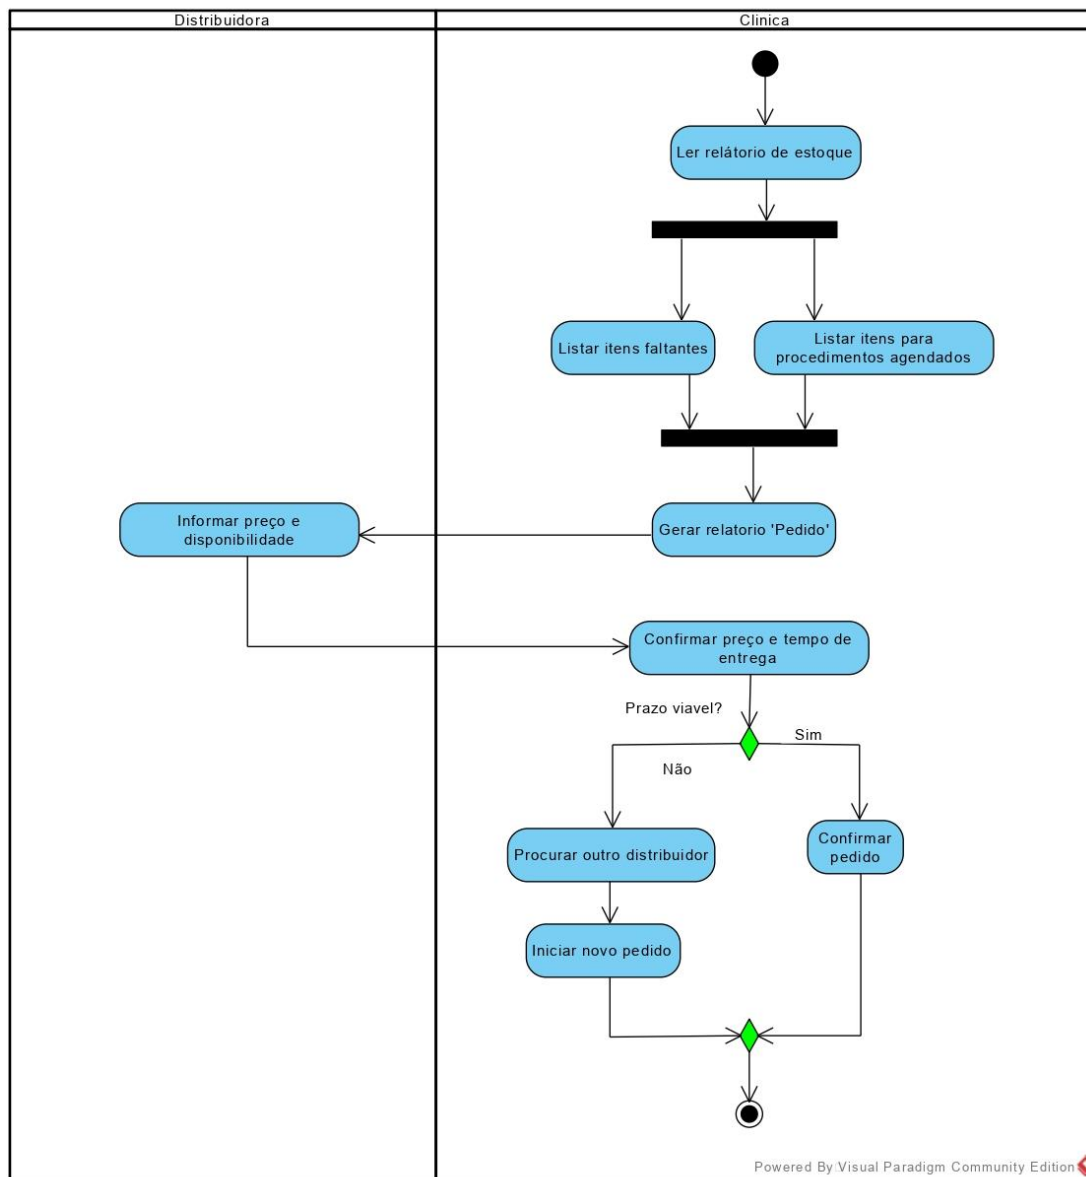 Distribuidora
Clinica
Ler relátorio de estoque
Listar itens faltantes
Listar itens para
procedimentos agendados
Informar preço e
disponibilidade
Gerar relatorio 'Pedido'
Confirmar preço e tempo de
entrega
Prazo viavel?
Sim
Não
Procurar outro distribuidor
Confirmar
pedido
Iniciar novo pedido
Powered By Visual Paradigm Community Edition